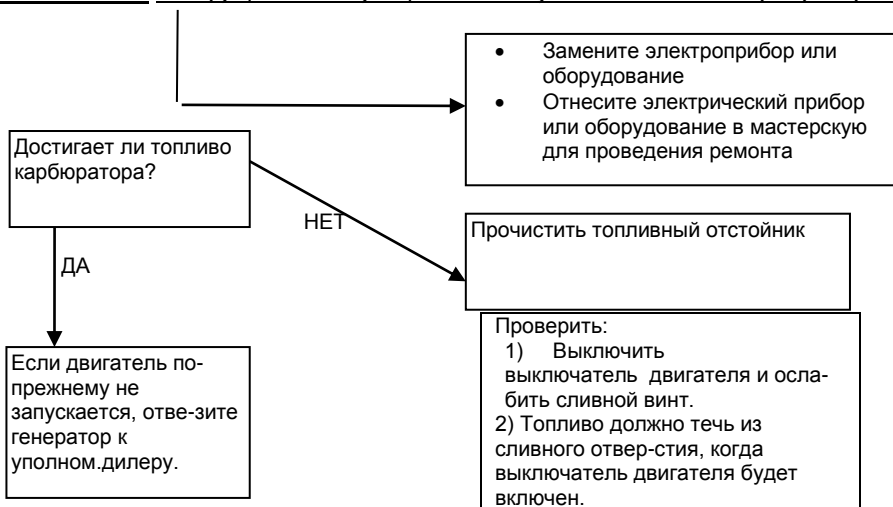 • Замените электроприбор или
оборудование
• Отнесите электрический прибор
или оборудование в мастерскую
для проведения ремонта
Достигает ли топливо
карбюратора?
НЕТ
Прочистить топливный отстойник
ДА
Проверить:
1) Выключить
выключатель двигателя и осла-
бить сливной винт.
2) Топливо должно течь из
сливного отвер-стия, когда
выключатель двигателя будет
включен.
Если двигатель по-
прежнему не
запускается, отве-зите
генератор к
уполном.дилеру.